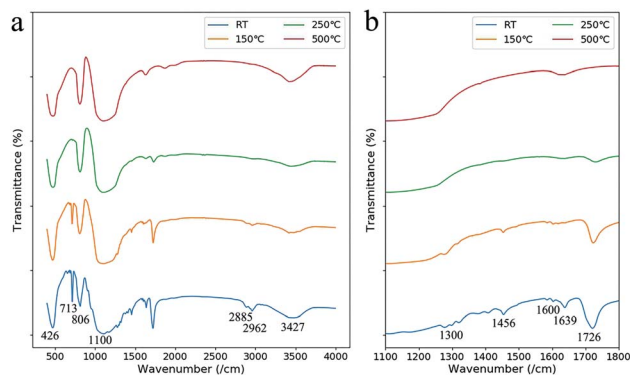 a
RT
150℃
250℃
500℃
Transmittance (%)
713
426
806
1100
2885
2962
3427
500 1000 1500 2000 2500 3000 3500 4000
Wavenumber (/cm)
b
RT
150℃
250℃
500℃
Transmittance (%)
1300
1456
1600
1639
1726
1100 1200 1300 1400 1500 1600 1700 1800
Wavenumber (/cm)